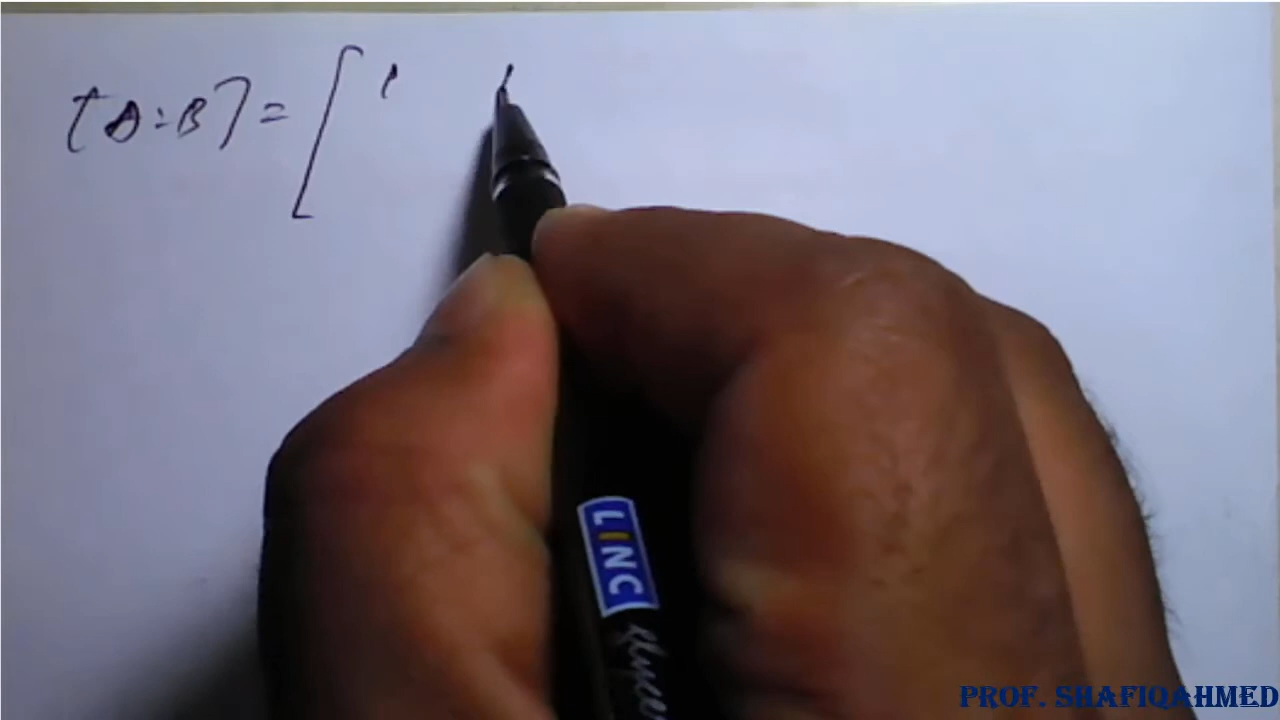 [A:B] = [ 1 1
LINC
PROF. SHAFIQAHMED